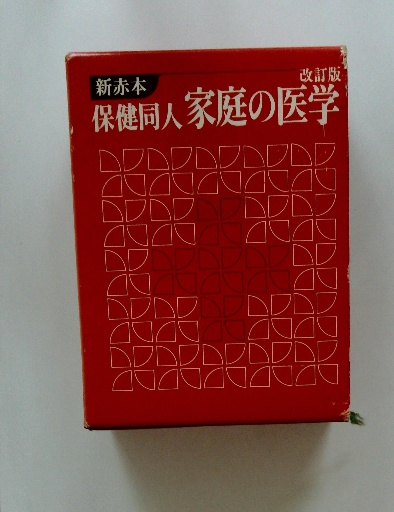 新赤本
改訂版
保健同人 家庭の医学